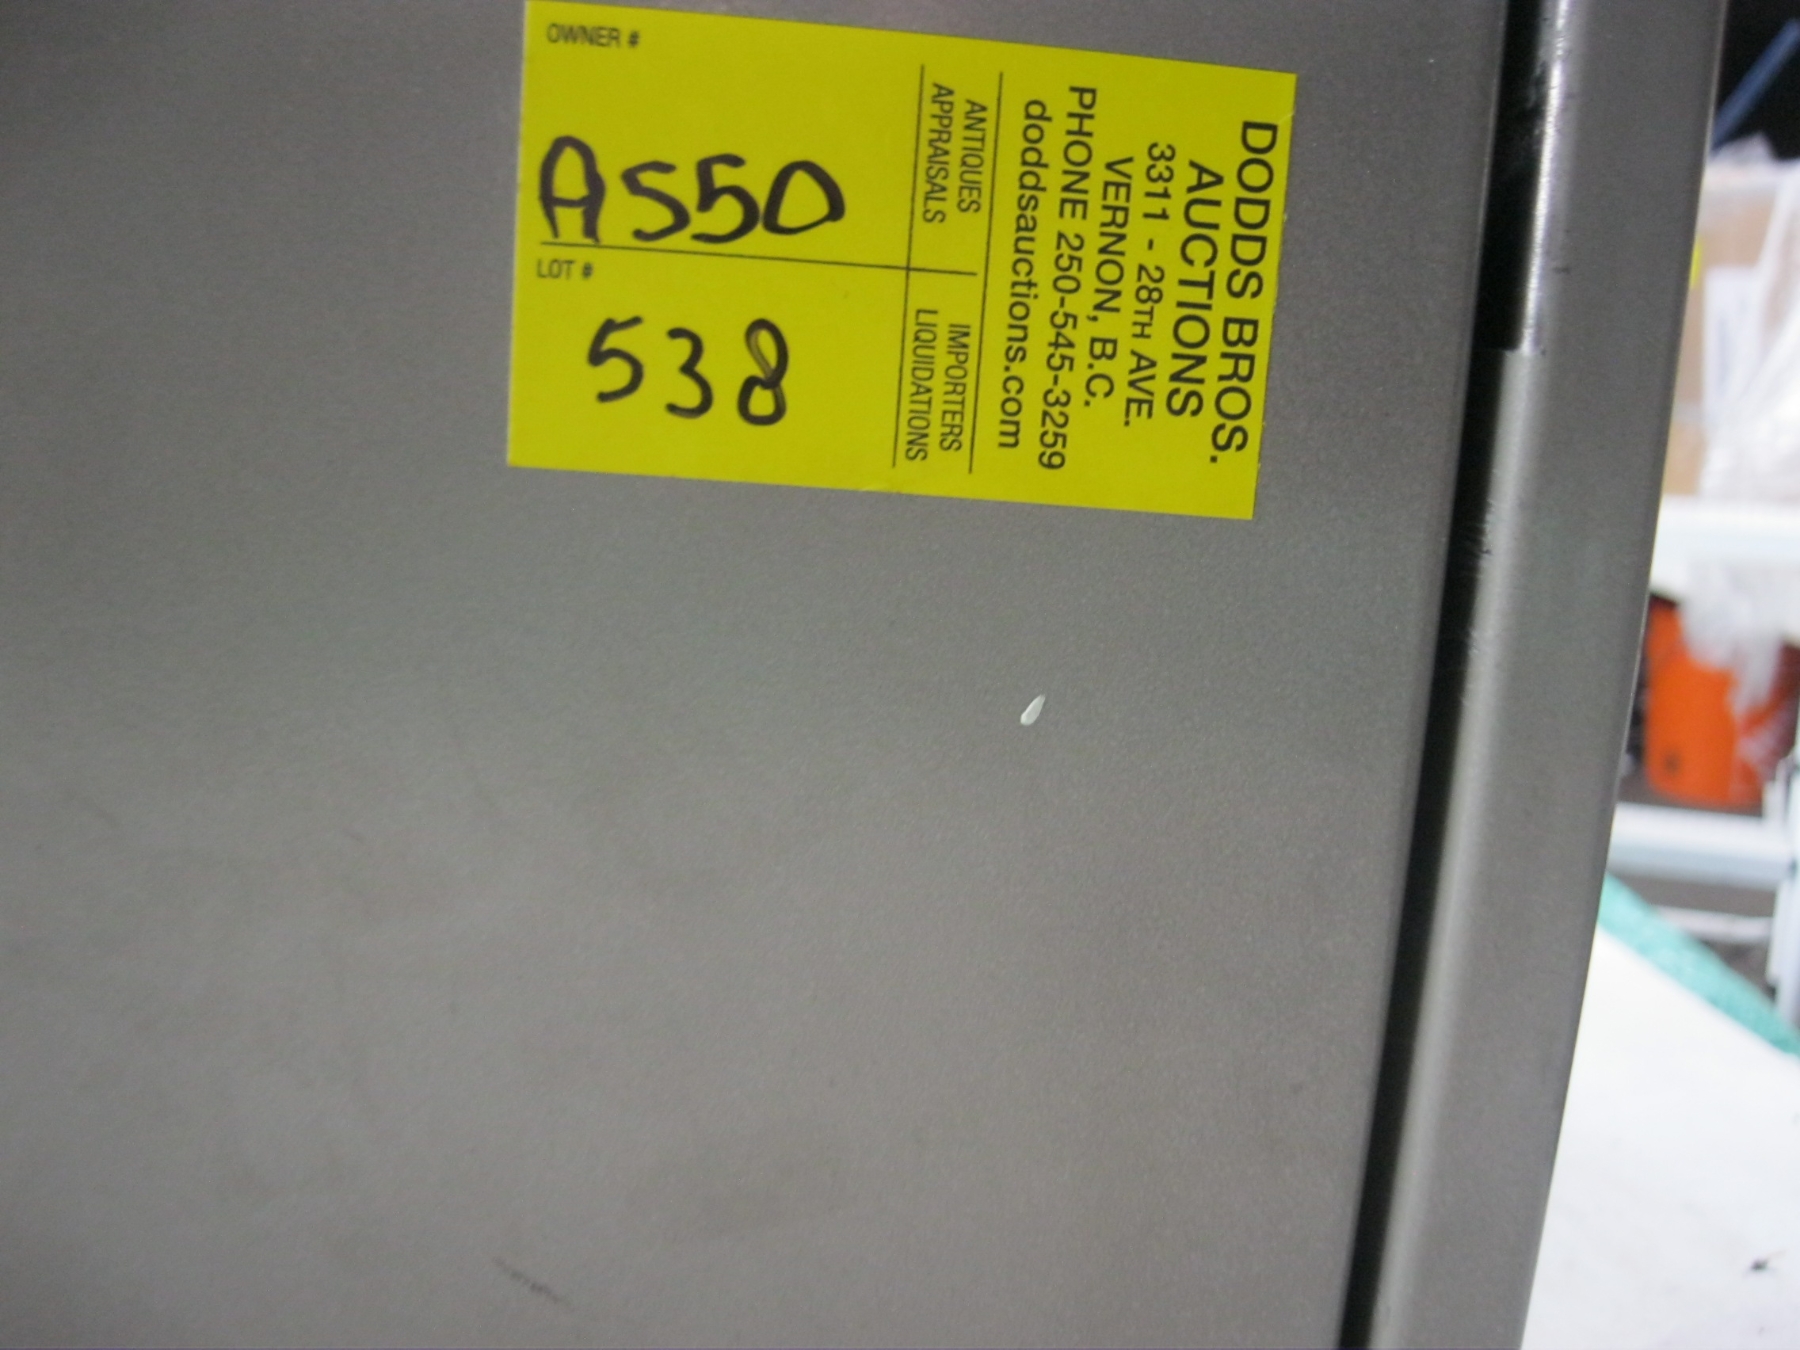 DODDS BROS.
AUCTIONS
3311 - 28TH AVE.
VERNON, B.C.
PHONE 250-545-3259
doddsauctions.com
ANTIQUES
APPRAISALS
IMPORTERS
LIQUIDATIONS
OWNER #
A550
LOT #
538